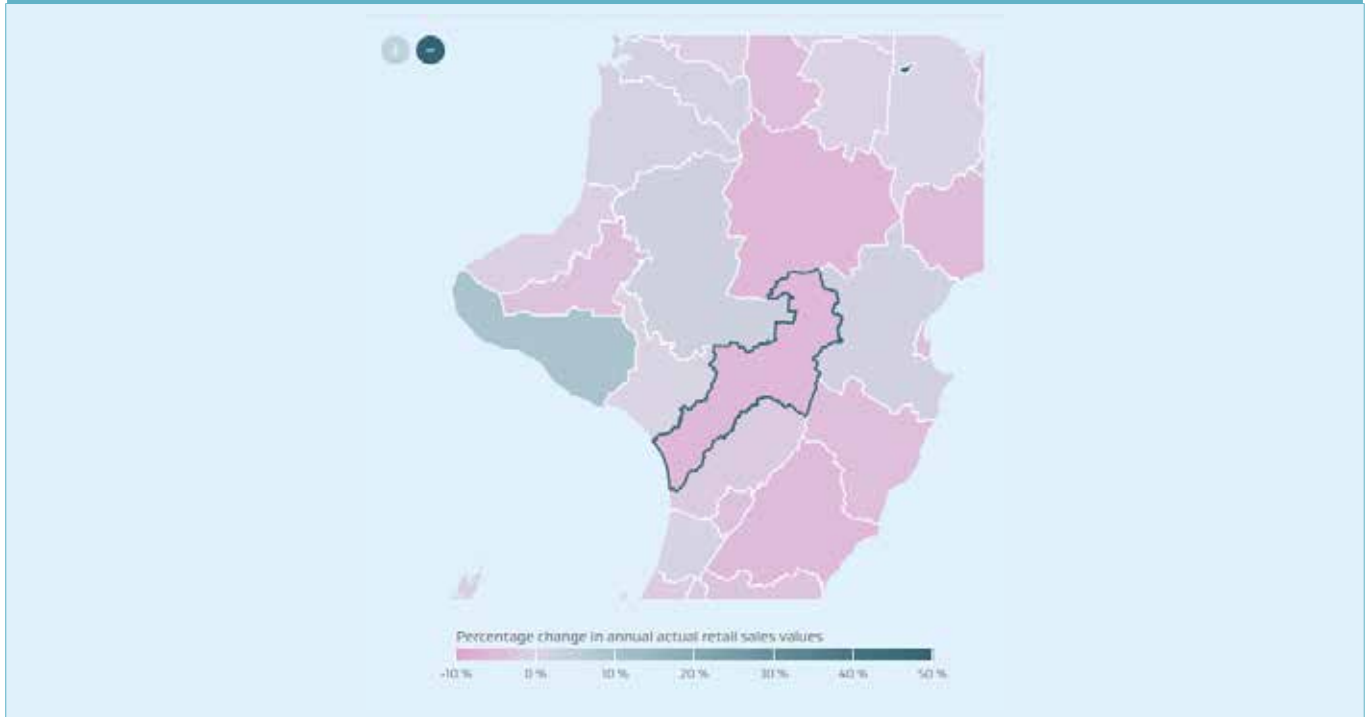 Percentage change in annual actual retail sales values
-10 % 0 % 10 % 20 % 30 % 40 % 50 %